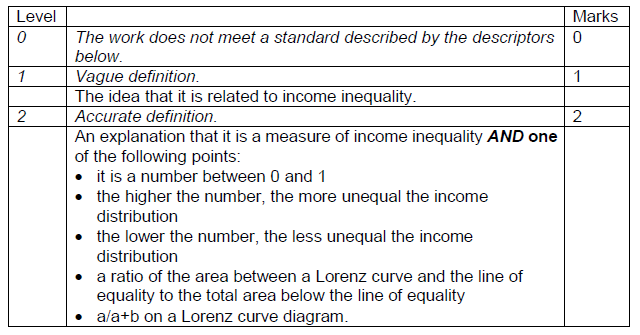 Level Marks
0 The work does not meet a standard described by the descriptors 0
below.
1 Vague definition. 1
The idea that it is related to income inequality.
2 Accurate definition. 2
An explanation that it is a measure of income inequality AND one
of the following points:
• it is a number between 0 and 1
• the higher the number, the more unequal the income
distribution
• the lower the number, the less unequal the income
distribution
• a ratio of the area between a Lorenz curve and the line of
equality to the total area below the line of equality
• a/a+b on a Lorenz curve diagram.